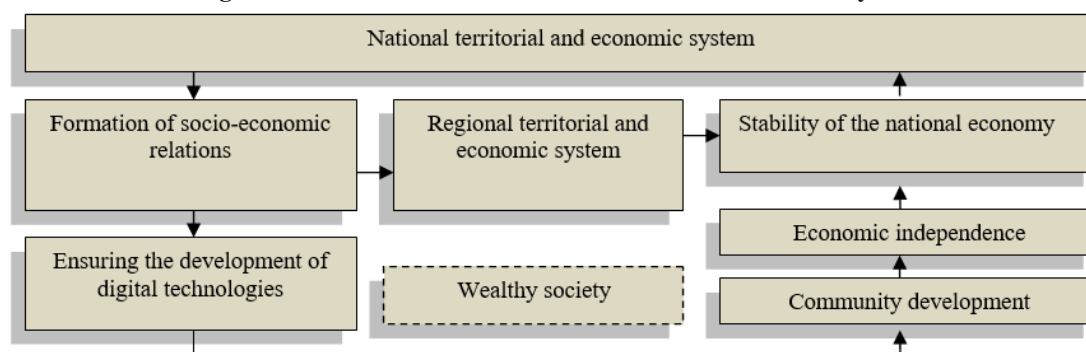 National territorial and economic system
Formation of socio-economic
relations
Regional territorial and
economic system
Stability of the national economy
Economic independence
Ensuring the development of
digital technologies
Wealthy society
Community development